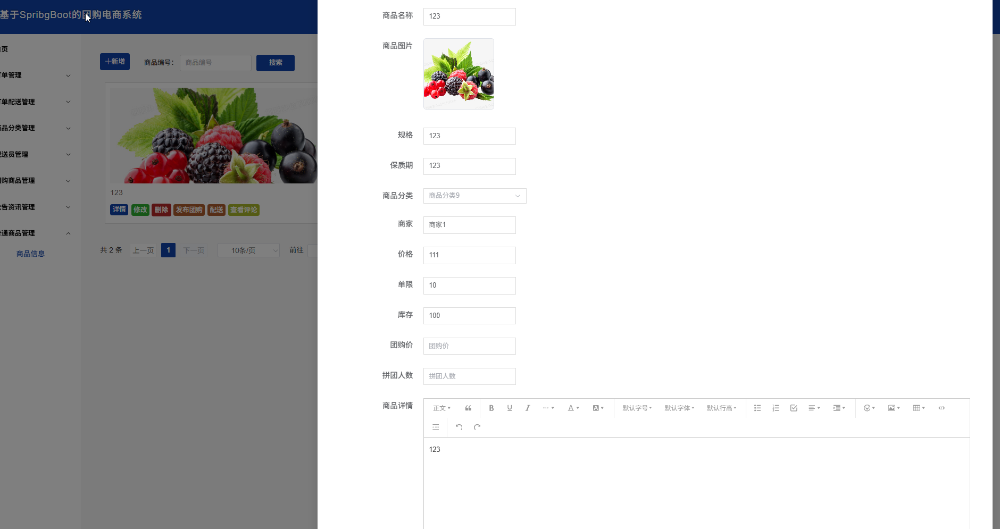 基于SpribgBoot的团购电商系统
首页
订单管理
订单配送管理
商品分类管理
配送员管理
团购商品管理
公告资讯管理
普通商品管理
商品信息
新增
商品编号：
商品编号
搜索
123
详情
修改
删除
发布团购
配送
查看评论
共 2 条
上一页
1
下一页
10条/页
前往
商品名称
123
商品图片
规格
123
保质期
123
商品分类
商品分类9
商家
商家1
价格
111
单限
10
库存
100
团购价
团购价
拼团人数
拼团人数
商品详情
正文
默认字号
默认字体
默认行高
123